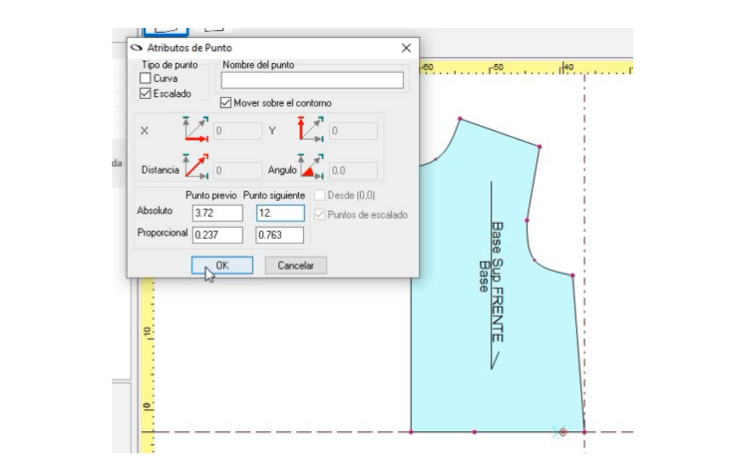 Atributos de Punto
Tipo de punto
Nombre del punto
Curva
Escalado
Mover sobre el contorno
X 0 Y 0
Distancia 0 Angulo 0.0
Punto previo Punto siguiente Desde (0,0)
Absoluto 3.72 12. Puntos de escalado
Proporcional 0.237 0.763
OK Cancelar
da
-60 -50 -40
10
0
Base Sup FRENTE
Base